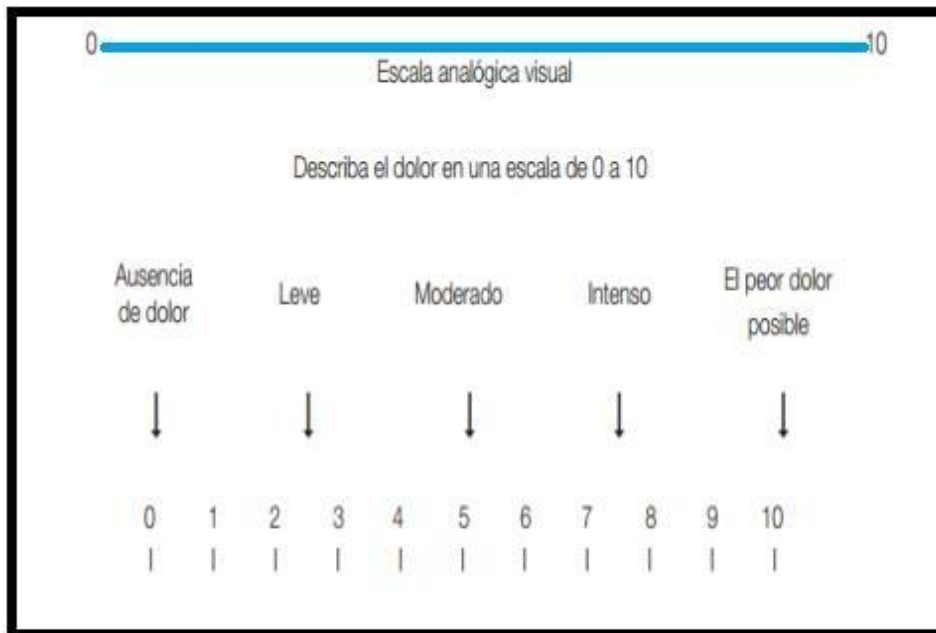 0 10
Escala analógica visual
Describa el dolor en una escala de 0 a 10
Ausencia
de dolor
Leve
Moderado
Intenso
El peor dolor
posible
0 1 2 3 4 5 6 7 8 9 10